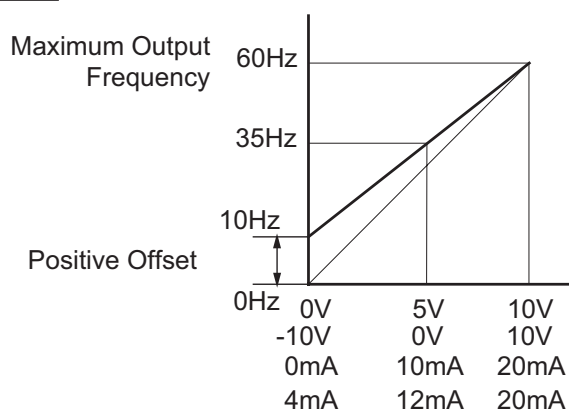 Maximum Output
Frequency
60Hz
35Hz
10Hz
Positive Offset
0Hz
0V 5V 10V
-10V 0V 10V
0mA 10mA 20mA
4mA 12mA 20mA